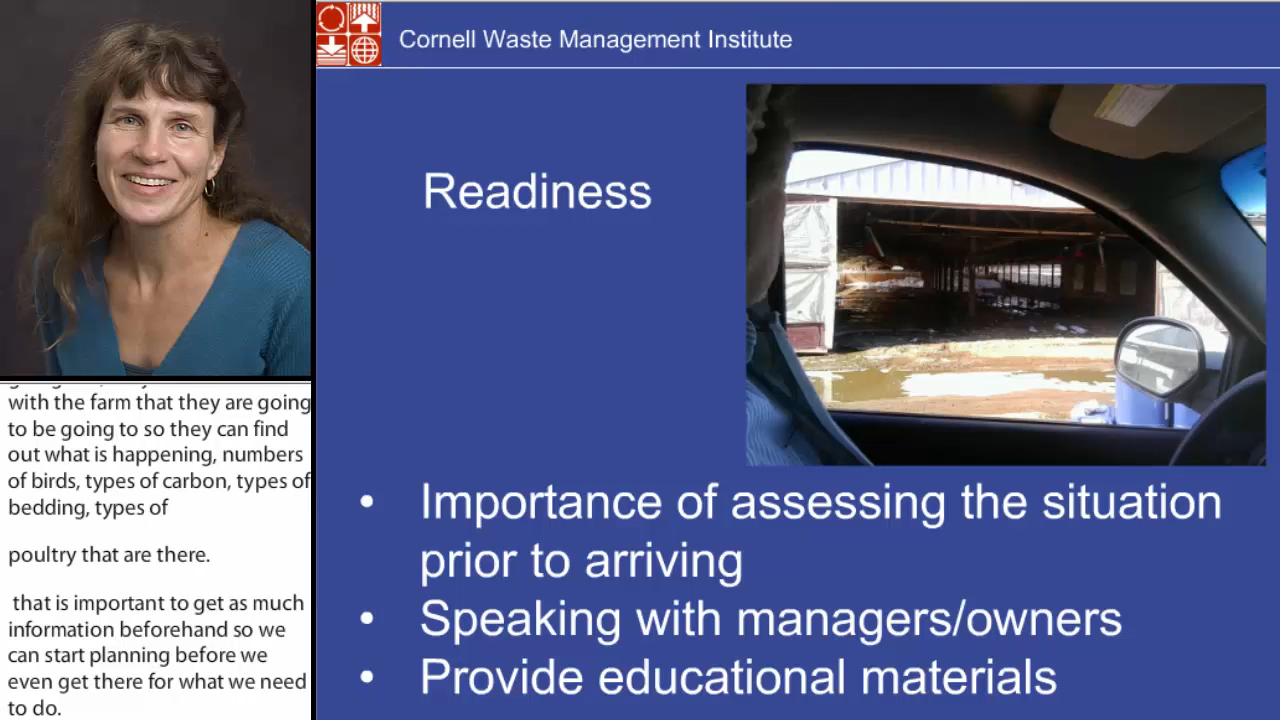 Cornell Waste Management Institute
Readiness
• Importance of assessing the situation
prior to arriving
• Speaking with managers/owners
• Provide educational materials
with the farm that they are going
to be going to so they can find
out what is happening, numbers
of birds, types of carbon, types of
bedding, types of
poultry that are there.
that is important to get as much
information beforehand so we
can start planning before we
even get there for what we need
to do.